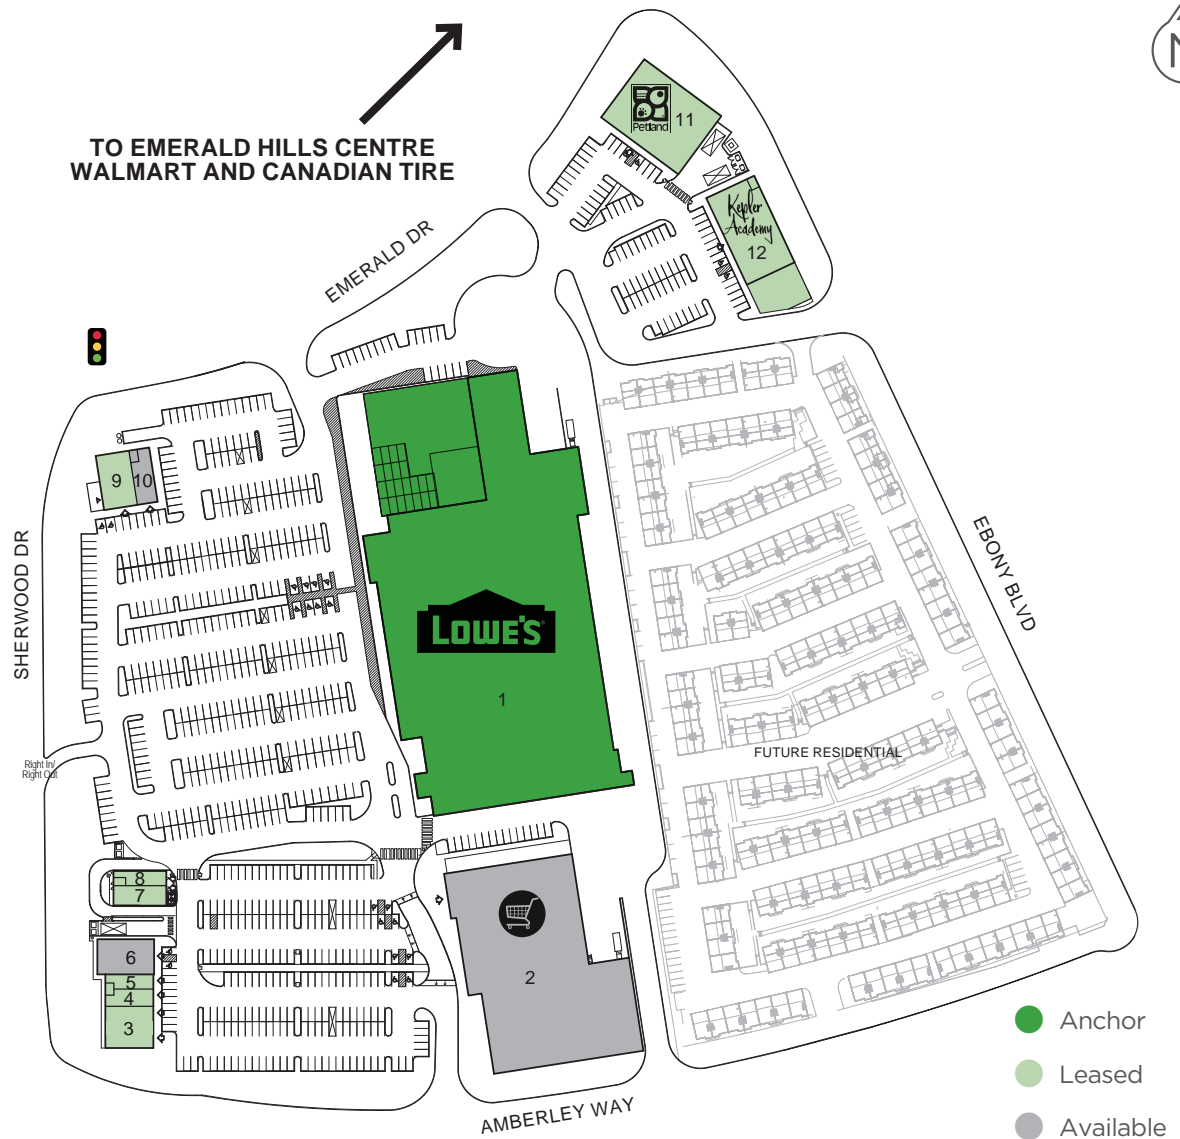 N
TO EMERALD HILLS CENTRE
WALMART AND CANADIAN TIRE
Petland
11
Kepler
Academy
12
EMERALD DR
9
10
SHERWOOD DR
LOWE'S
1
EBONY BLVD
FUTURE RESIDENTIAL
Right In/
Right Out
8
7
6
5
4
3
2
AMBERLEY WAY
Anchor
Leased
Available